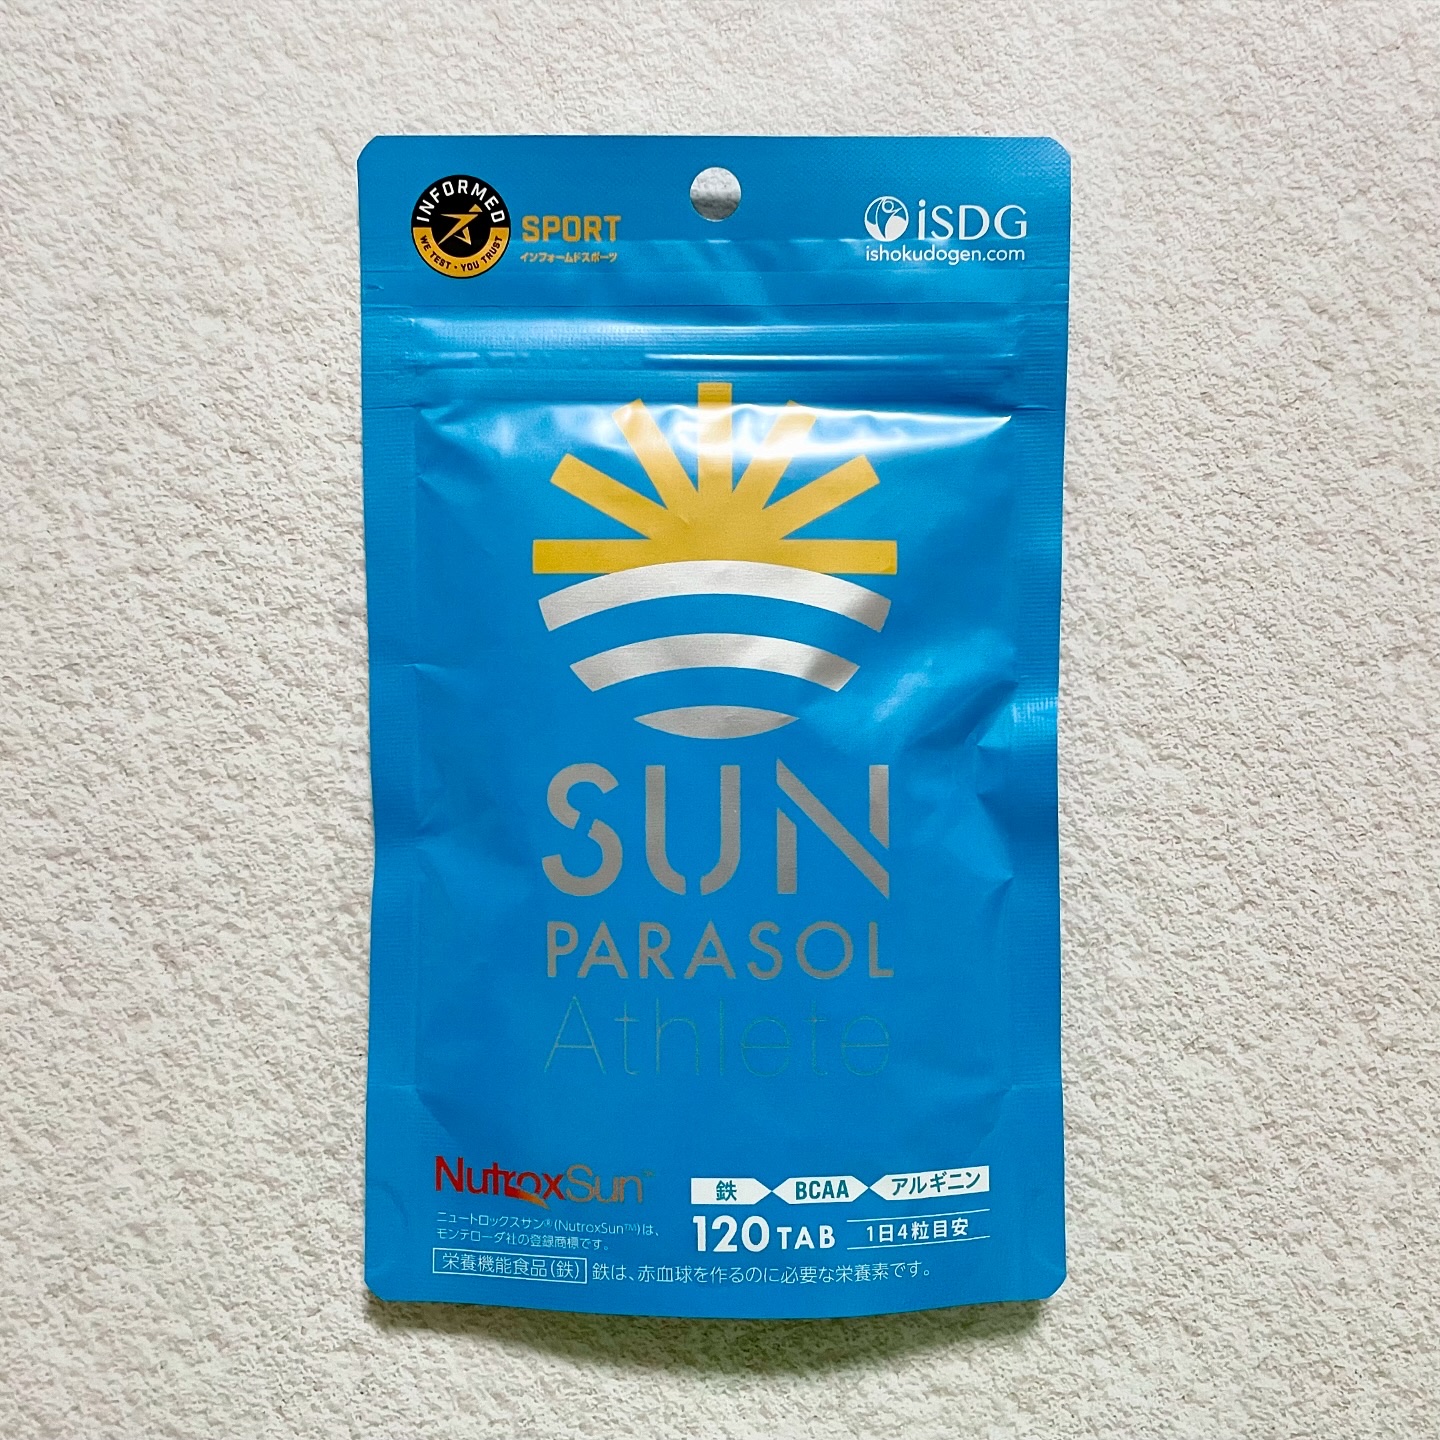 INFORMED
WE TEST • YOU TRUST
SPORT
インフォームドスポーツ
iSDG
ishokudogen.com
SUN
PARASOL
Athlete
NutroxSun™
ニュートロックスサン®(NutroxSun™)は、
モンテローダ社の登録商標です。
鉄 BCAA アルギニン
120 TAB 1日4粒目安
栄養機能食品(鉄) 鉄は、赤血球を作るのに必要な栄養素です。